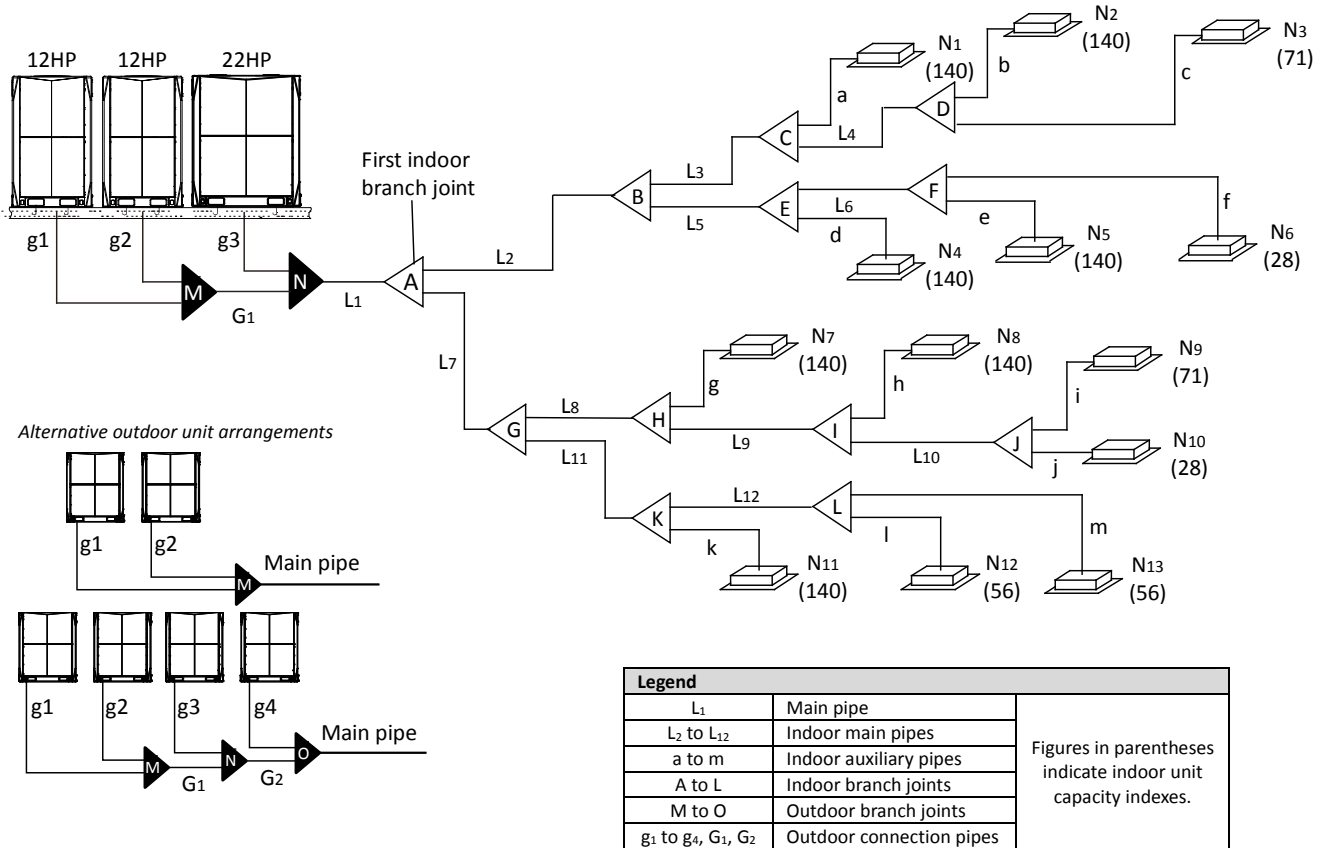 12HP 12HP 22HP
g1 g2 g3
M N
G1
L1
First indoor
branch joint
A
L2
B
L3
L5
C
a
N1
(140)
L4
D
b
N2
(140)
c
N3
(71)
E
L6
d
N4
(140)
F
e
N5
(140)
f
N6
(28)
L7
G
L8
L11
H
g
N7
(140)
L9
I
h
N8
(140)
L10
J
i
N9
(71)
j
N10
(28)
K
L12
k
N11
(140)
L
l
N12
(56)
m
N13
(56)
Alternative outdoor unit arrangements
g1 g2
M
Main pipe
g1 g2 g3 g4
M N O
G1 G2
Main pipe
Legend
L1 Main pipe
L2 to L12 Indoor main pipes
a to m Indoor auxiliary pipes
A to L Indoor branch joints
M to O Outdoor branch joints
g1 to g4, G1, G2 Outdoor connection pipes
Figures in parentheses
indicate indoor unit
capacity indexes.